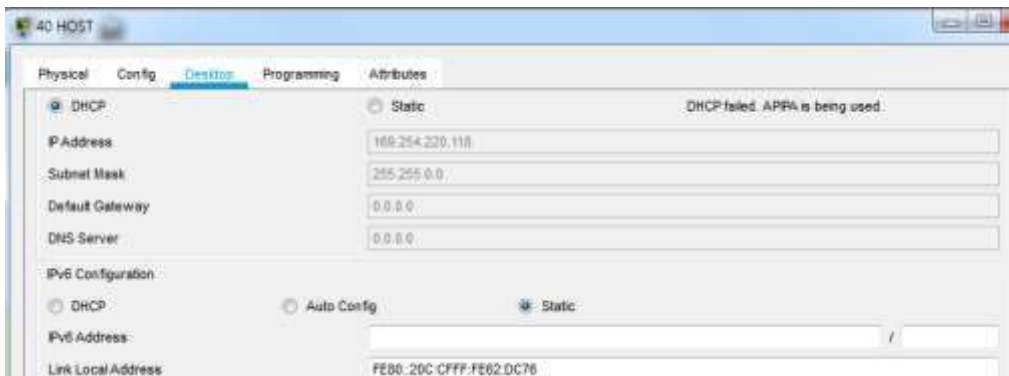 40 HOST
Physical Config Desktop Programming Attributes
DHCP Static DHCP failed. APIPA is being used.
IP Address 169.254.220.118
Subnet Mask 255.255.0.0
Default Gateway 0.0.0.0
DNS Server 0.0.0.0
IPv6 Configuration
DHCP Auto Config Static
IPv6 Address /
Link Local Address FE80::20C:CFFF:FE62:DC76